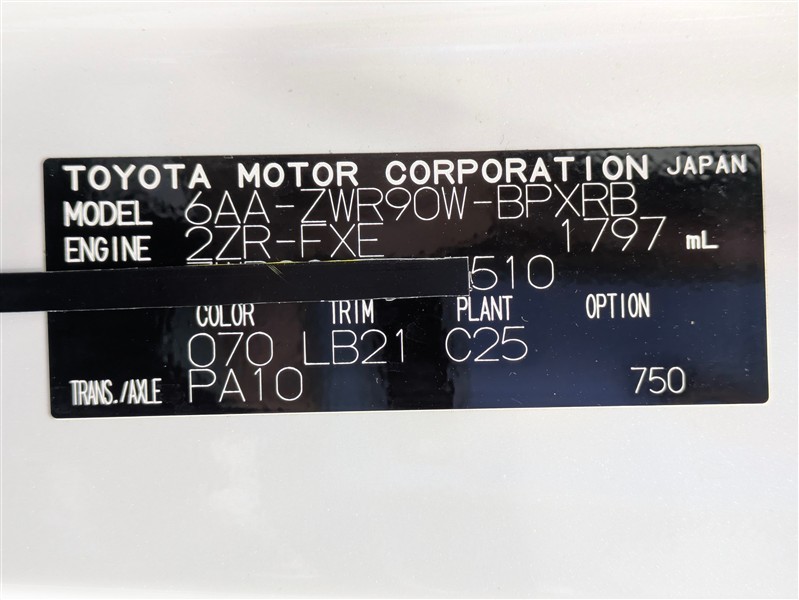 TOYOTA MOTOR CORPORATION JAPAN
MODEL 6AA-ZWR90W-BPXRB
ENGINE 2ZR-FXE 1797 mL
510
COLOR TRIM PLANT OPTION
070 LB21 C25
TRANS./AXLE PA10 750